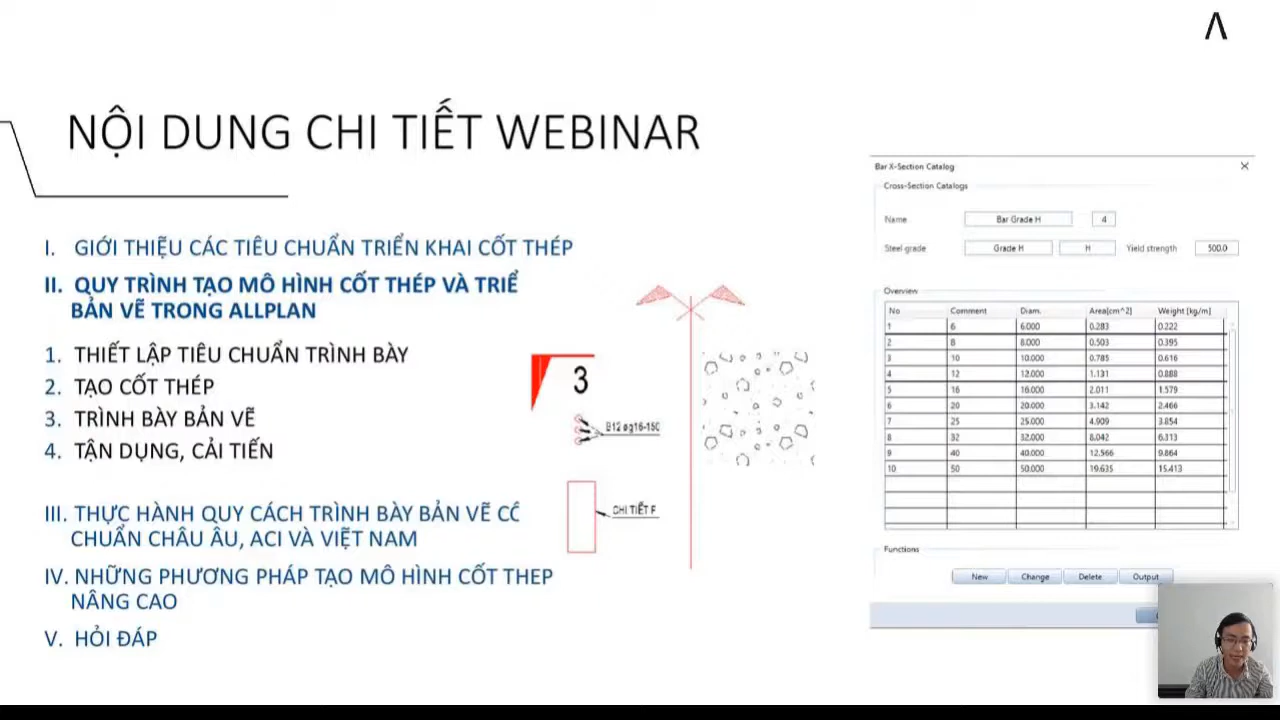 Λ
NỘI DUNG CHI TIẾT WEBINAR
I. GIỚI THIỆU CÁC TIÊU CHUẨN TRIỂN KHAI CỐT THÉP
II. QUY TRÌNH TẠO MÔ HÌNH CỐT THÉP VÀ TRIỂ
BẢN VẼ TRONG ALLPLAN
1. THIẾT LẬP TIÊU CHUẨN TRÌNH BÀY
2. TẠO CỐT THÉP
3. TRÌNH BÀY BẢN VẼ
4. TẬN DỤNG, CẢI TIẾN
III. THỰC HÀNH QUY CÁCH TRÌNH BÀY BẢN VẼ CÓ
CHUẨN CHÂU ÂU, ACI VÀ VIỆT NAM
IV. NHỮNG PHƯƠNG PHÁP TẠO MÔ HÌNH CỐT THEP
NÂNG CAO
V. HỎI ĐÁP
3
B12 øg16-150
CHI TIẾT F
Bar X-Section Catalog
Cross-Section Catalogs
Name Bar Grade H 4
Steel grade Grade H H Yield strength 500.0
Overview
No Comment Diam. Area[cm^2] Weight [kg/m]
1 6 6.000 0.283 0.222
2 8 8.000 0.503 0.395
3 10 10.000 0.785 0.616
4 12 12.000 1.131 0.888
5 16 16.000 2.011 1.579
6 20 20.000 3.142 2.466
7 25 25.000 4.909 3.854
8 32 32.000 8.042 6.313
9 40 40.000 12.566 9.864
10 50 50.000 19.635 15.413
Functions
New Change Delete Output